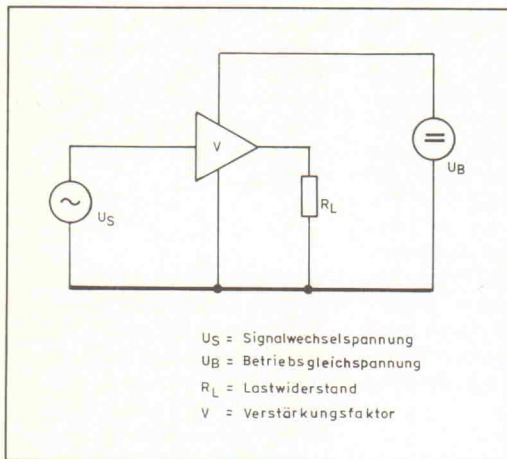 V
U_B
R_L
~
U_S
U_S = Signalwechselspannung
U_B = Betriebsgleichspannung
R_L = Lastwiderstand
V = Verstärkungsfaktor